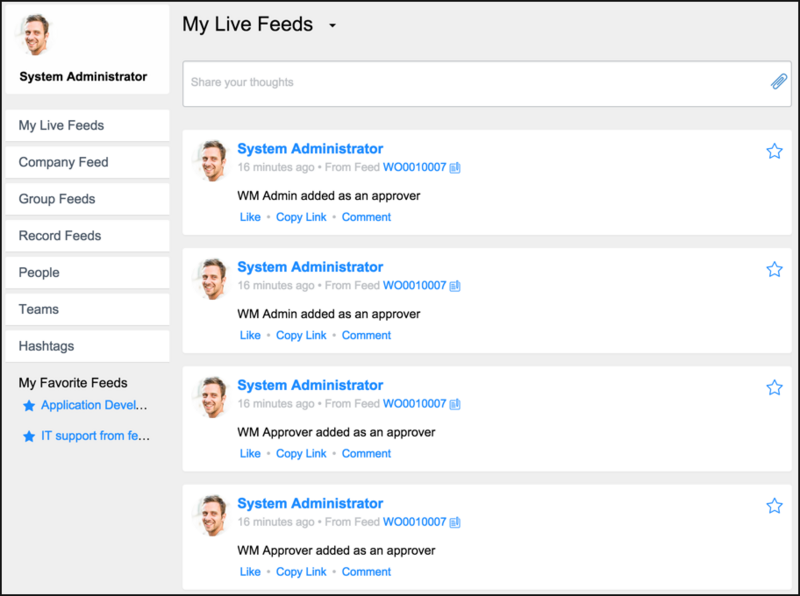 System Administrator
My Live Feeds
Company Feed
Group Feeds
Record Feeds
People
Teams
Hashtags
My Favorite Feeds
Application Devel...
IT support from fe...
My Live Feeds
Share your thoughts
System Administrator
16 minutes ago • From Feed WO0010007
WM Admin added as an approver
Like • Copy Link • Comment
System Administrator
16 minutes ago • From Feed WO0010007
WM Admin added as an approver
Like • Copy Link • Comment
System Administrator
16 minutes ago • From Feed WO0010007
WM Approver added as an approver
Like • Copy Link • Comment
System Administrator
16 minutes ago • From Feed WO0010007
WM Approver added as an approver
Like • Copy Link • Comment